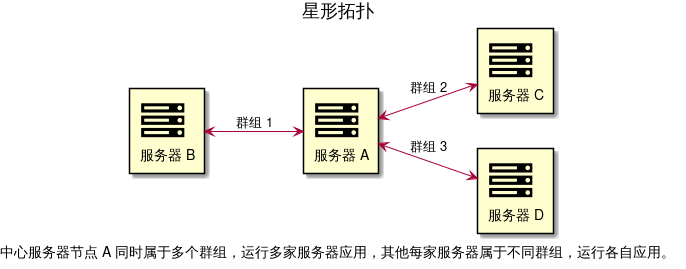 星形拓扑
服务器 C
群组 2
群组 1
服务器 B
服务器 A
群组 3
服务器 D
中心服务器节点 A 同时属于多个群组，运行多家服务器应用，其他每家服务器属于不同群组，运行各自应用。